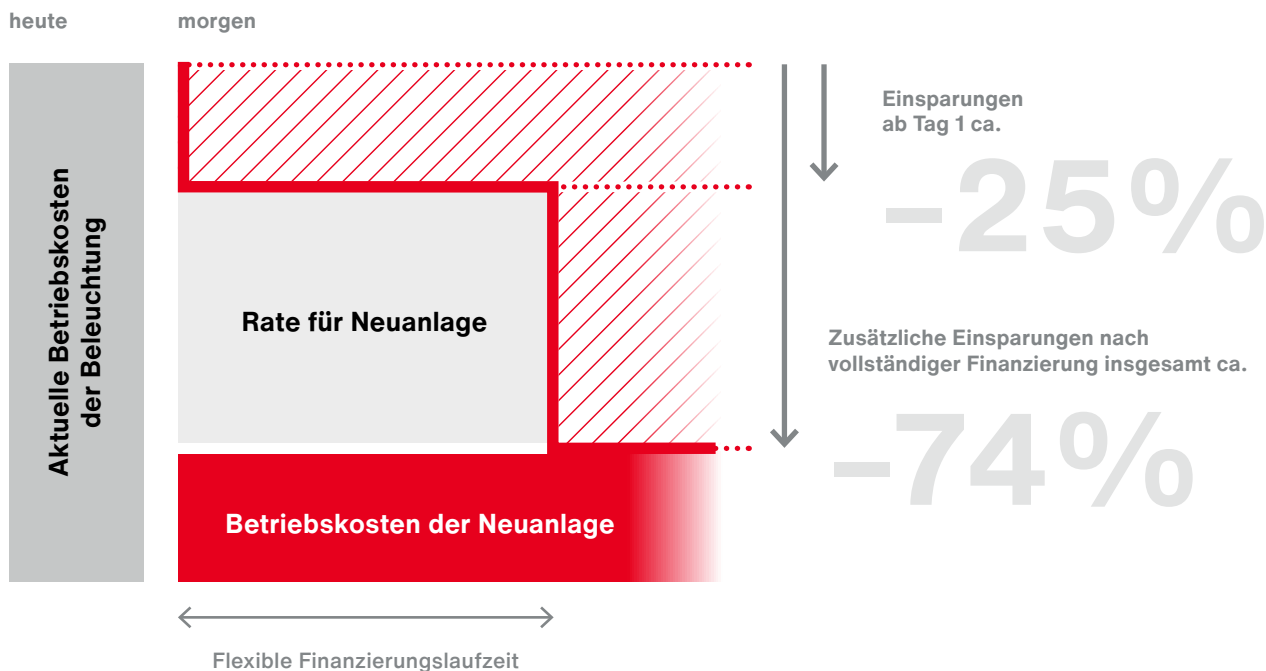 heute
morgen
Aktuelle Betriebskosten
der Beleuchtung
Rate für Neuanlage
Betriebskosten der Neuanlage
Flexible Finanzierungslaufzeit
Einsparungen
ab Tag 1 ca.
–25%
Zusätzliche Einsparungen nach
vollständiger Finanzierung insgesamt ca.
–74%